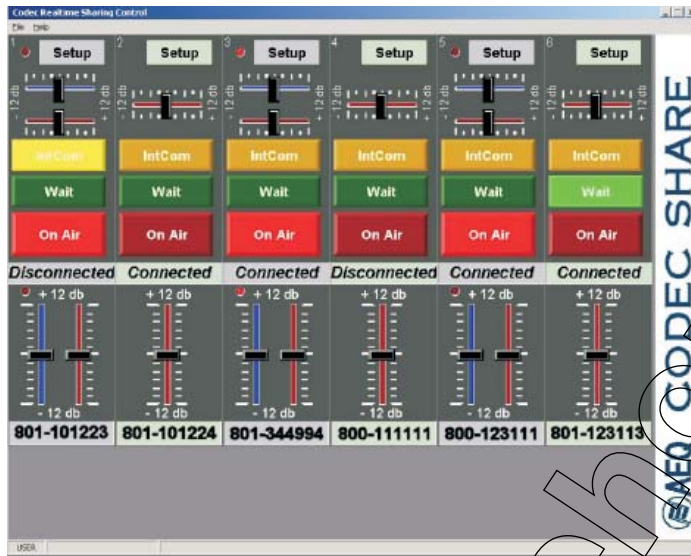 Codec Realtime Sharing Control
File Help
1 Setup 2 Setup 3 Setup 4 Setup 5 Setup 6 Setup
- 12 db + 12 db - 12 db + 12 db - 12 db + 12 db - 12 db + 12 db - 12 db + 12 db - 12 db + 12 db
IntCom IntCom IntCom IntCom IntCom IntCom
Wait Wait Wait Wait Wait Wait
On Air On Air On Air On Air On Air On Air
Disconnected Connected Connected Disconnected Connected Connected
+ 12 db + 12 db + 12 db + 12 db + 12 db + 12 db
- 12 db - 12 db - 12 db - 12 db - 12 db - 12 db
801-101223 801-101224 801-344994 800-111111 800-123111 801-123113
USER
AEQ CODEC SHARE